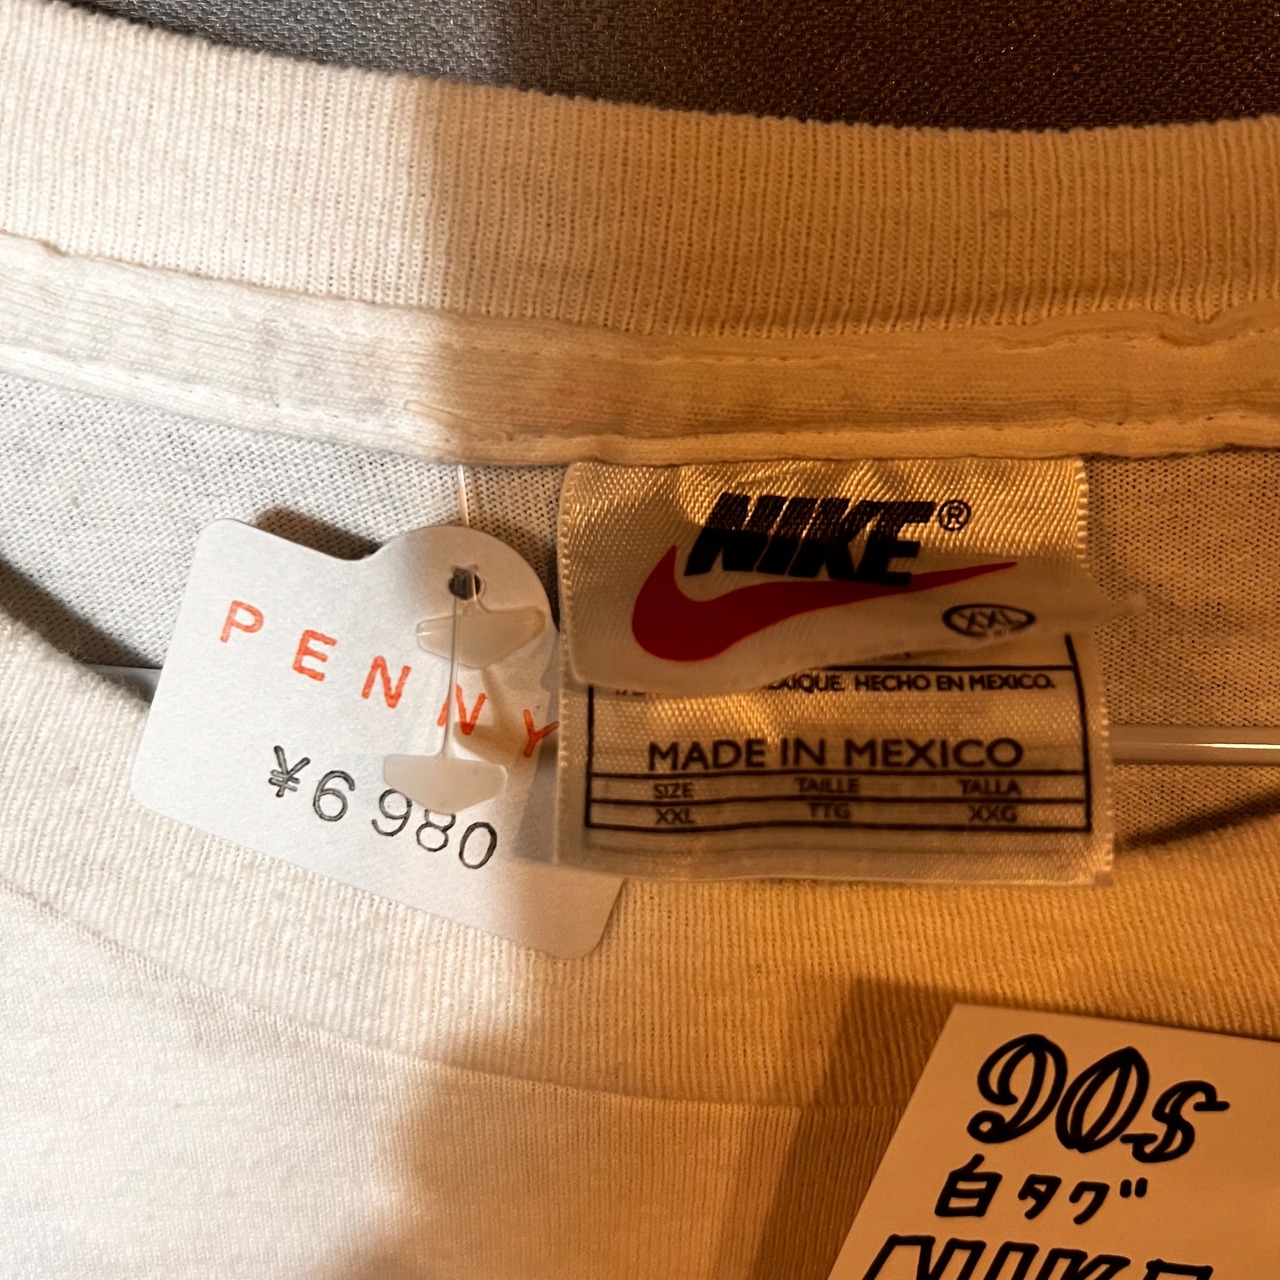 PENNY
¥6980
NIKE®
XXL
HECHO EN MEXICO.
MADE IN MEXICO
SIZE TAILLE TALLA
XXL TTG XXG
90s
白タグ
NIKE